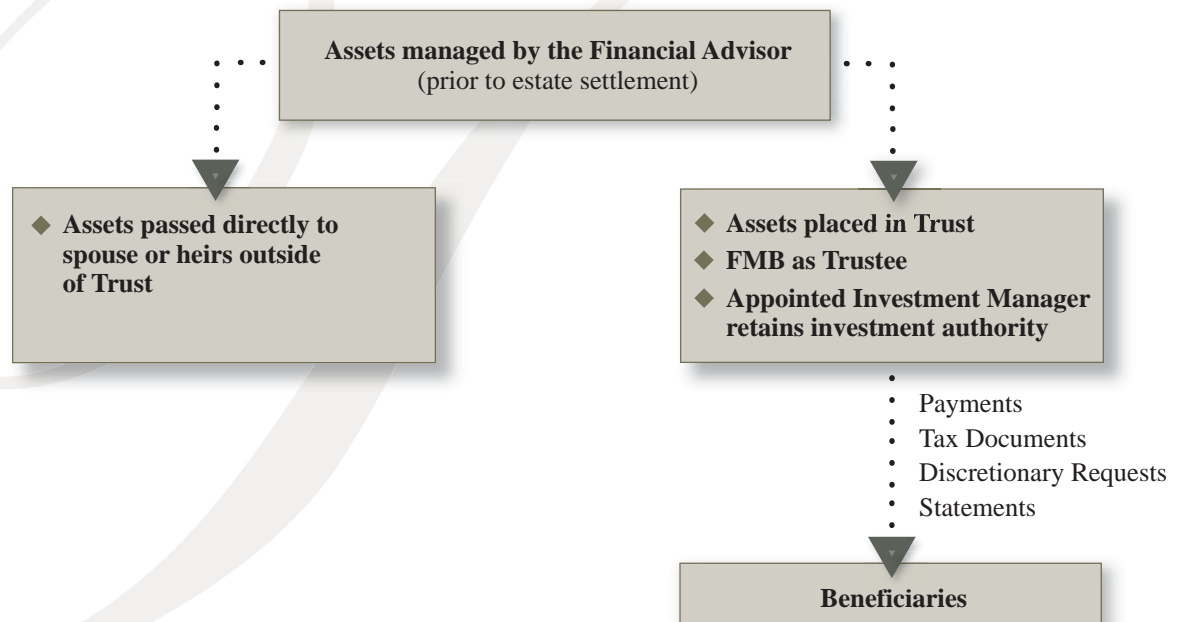 Assets managed by the Financial Advisor
(prior to estate settlement)
◆ Assets passed directly to
spouse or heirs outside
of Trust
◆ Assets placed in Trust
◆ FMB as Trustee
◆ Appointed Investment Manager
retains investment authority
Payments
Tax Documents
Discretionary Requests
Statements
Beneficiaries